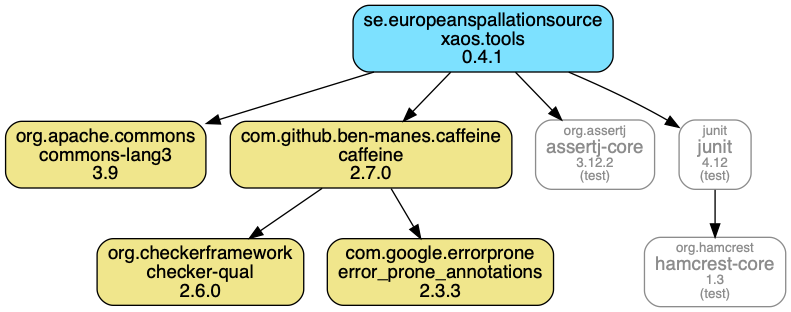 se.europeanspallationsource
xaos.tools
0.4.1
org.apache.commons
commons-lang3
3.9
com.github.ben-manes.caffeine
caffeine
2.7.0
org.assertj
assertj-core
3.12.2
(test)
junit
junit
4.12
(test)
org.checkerframework
checker-qual
2.6.0
com.google.errorprone
error_prone_annotations
2.3.3
org.hamcrest
hamcrest-core
1.3
(test)